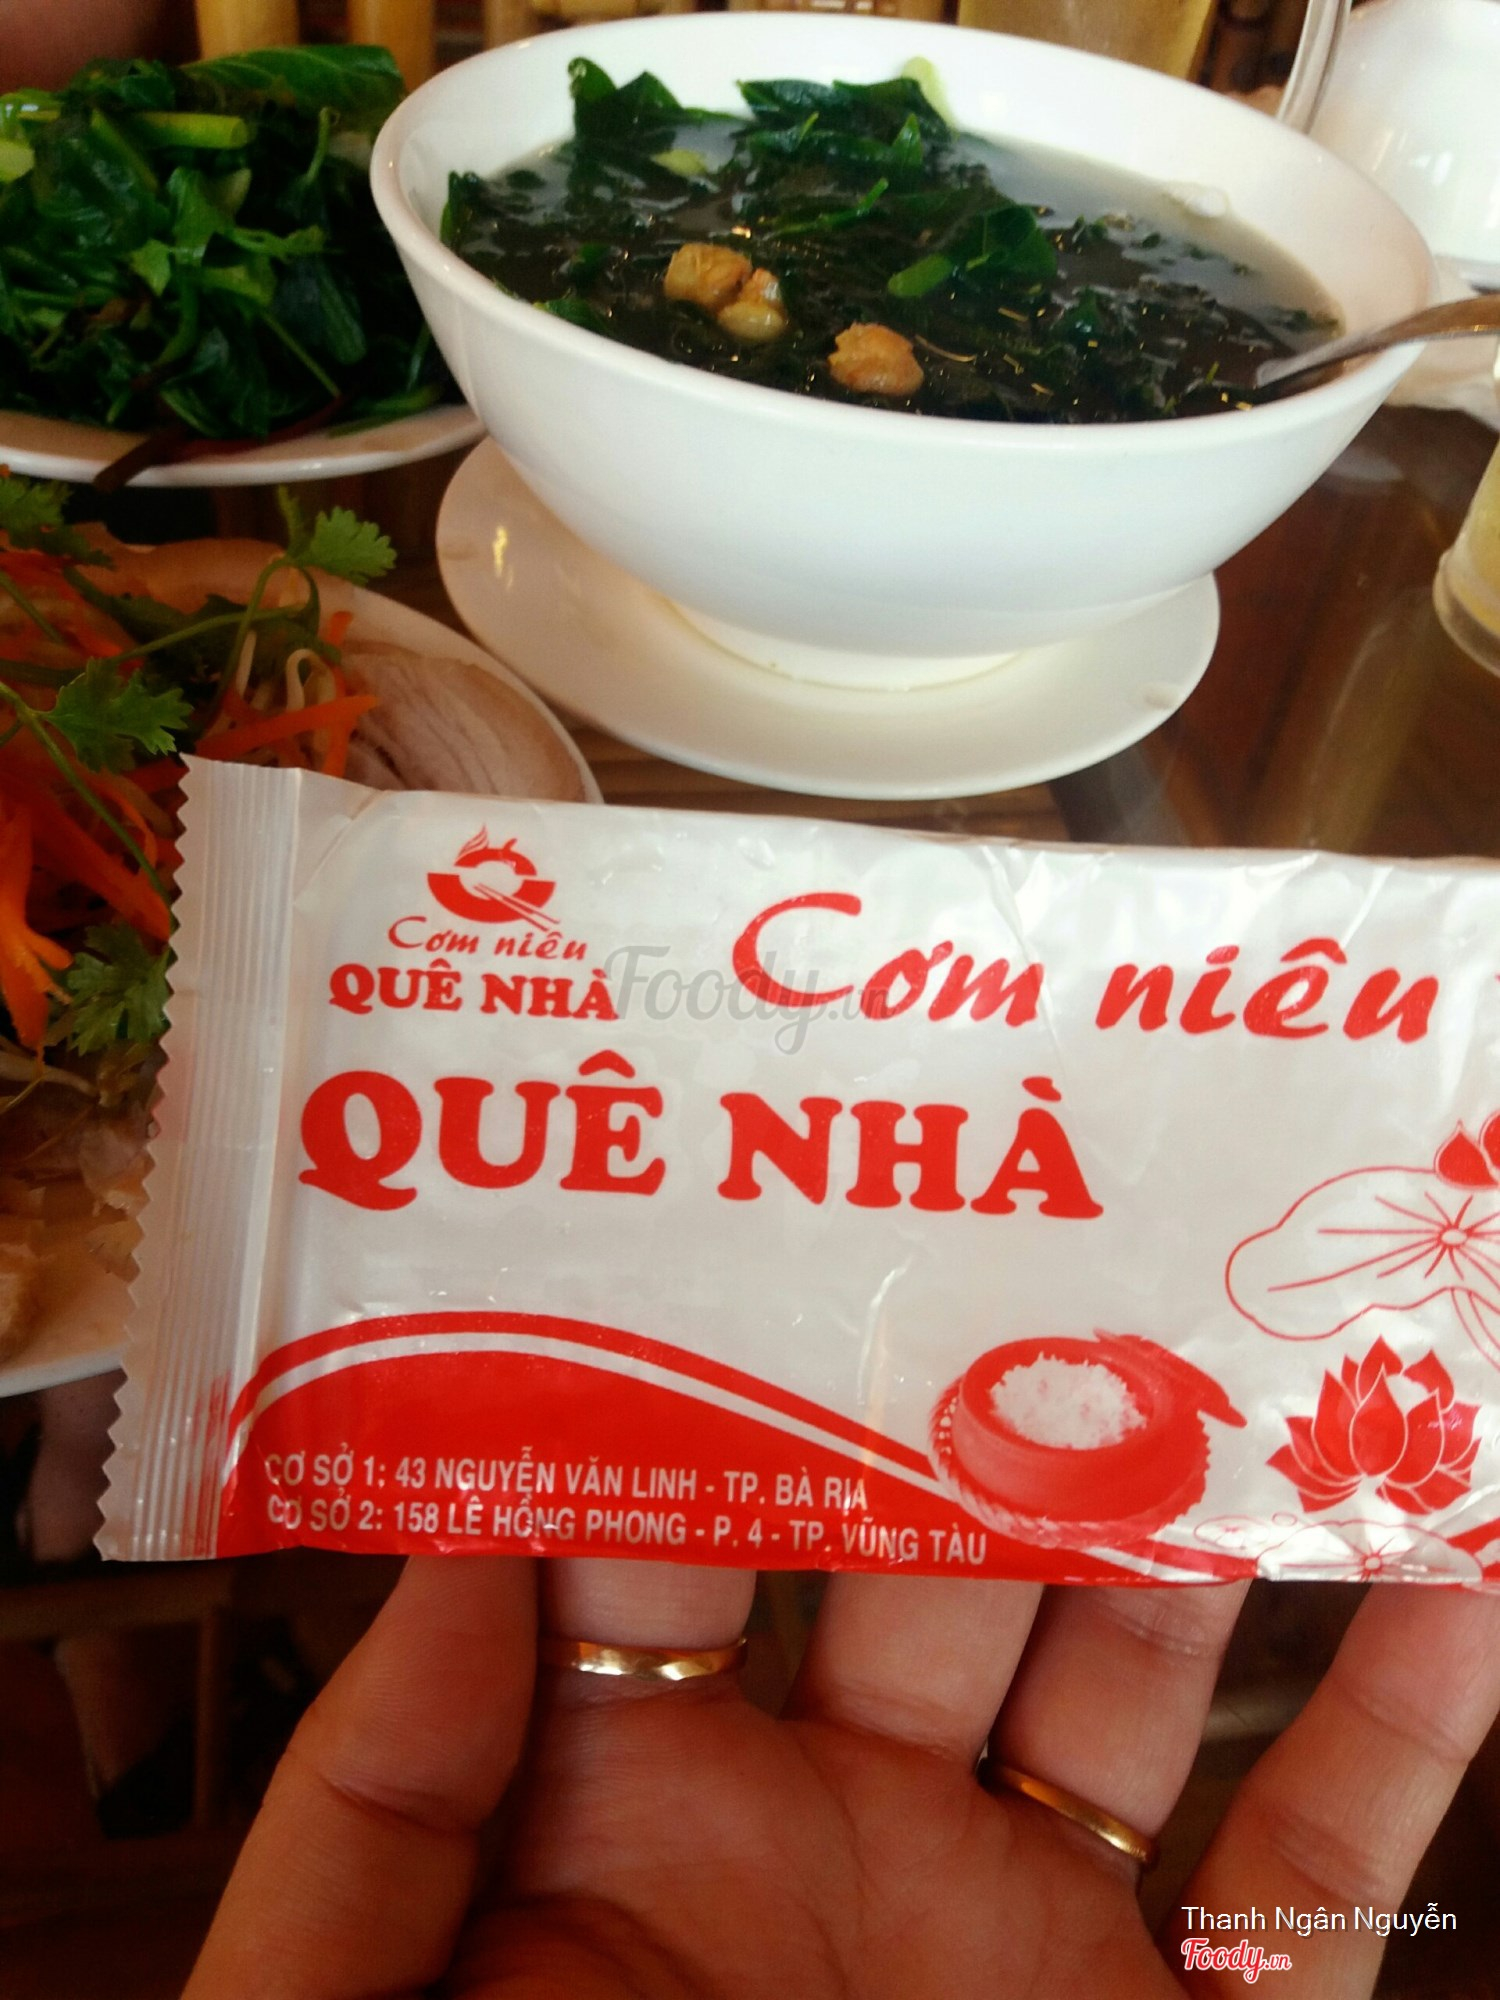 Cơm niêu
QUÊ NHÀ
Foody.vn
Cơm niêu
QUÊ NHÀ
CƠ SỞ 1: 43 NGUYỄN VĂN LINH - TP. BÀ RỊA
CƠ SỞ 2: 158 LÊ HỒNG PHONG - P. 4 - TP. VŨNG TÀU
Thanh Ngân Nguyễn
Foody.vn